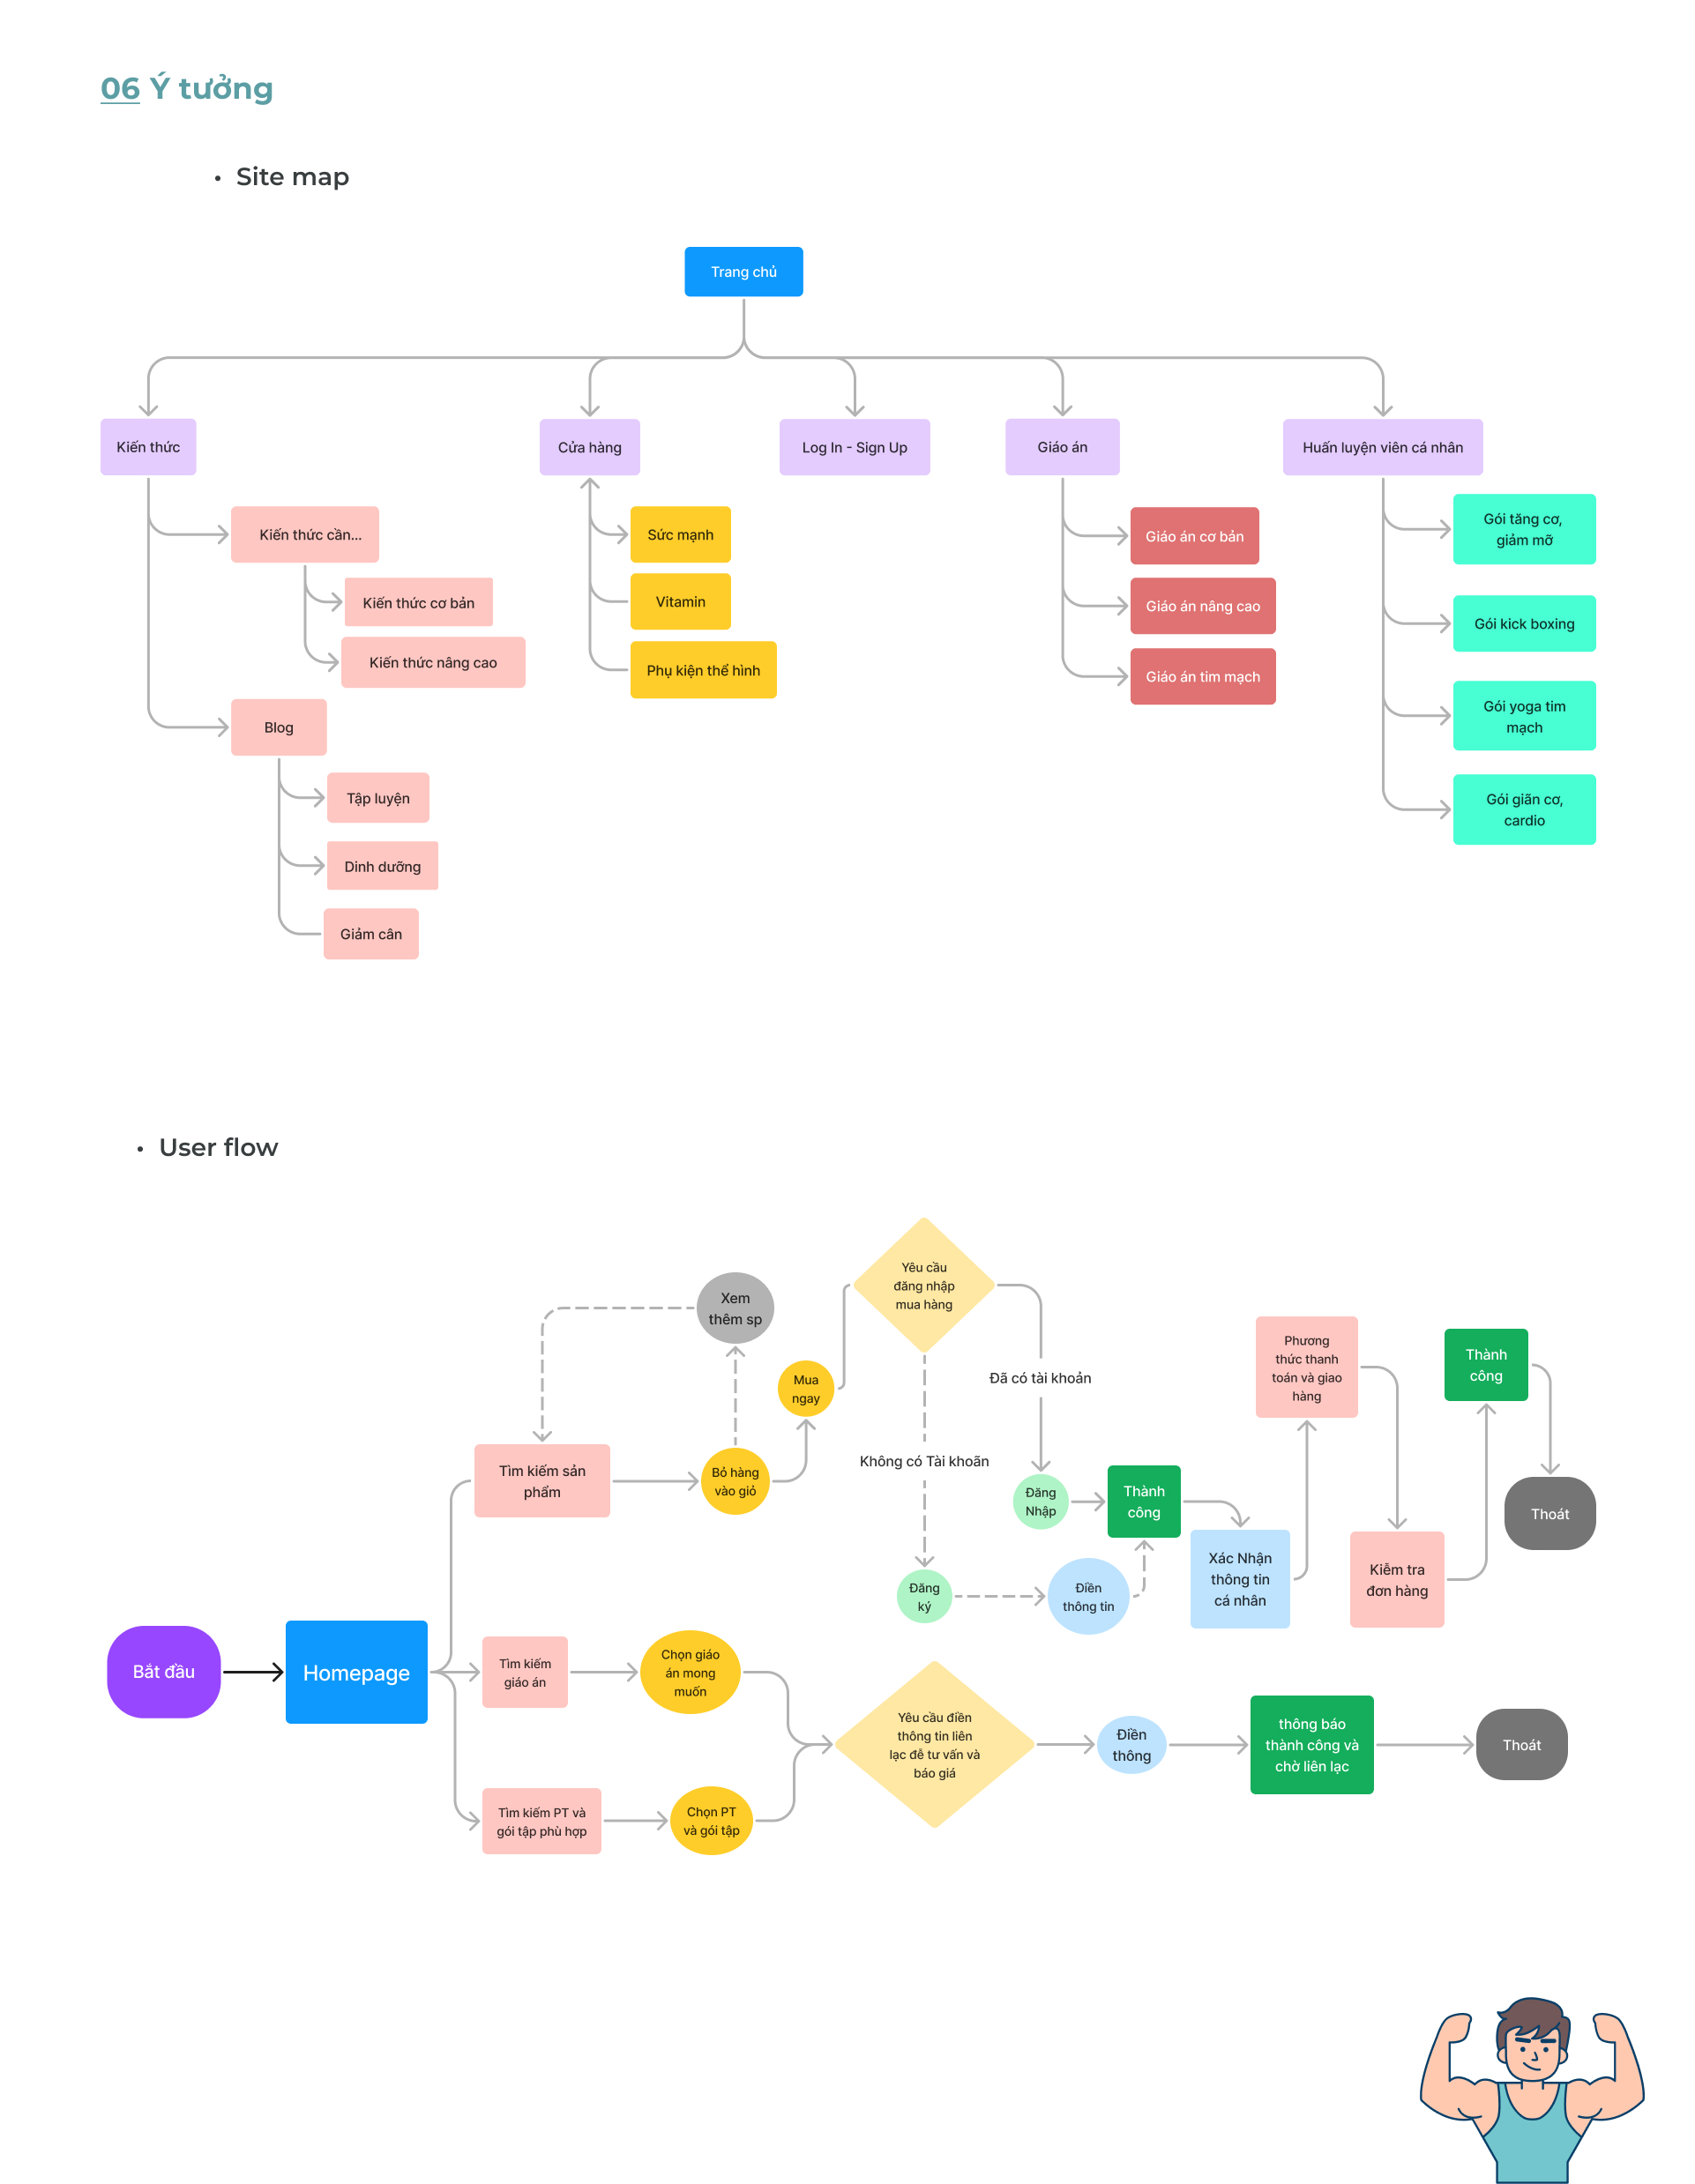 06 Ý tưởng
• Site map
Trang chủ
Kiến thức
Cửa hàng
Log In - Sign Up
Giáo án
Huấn luyện viên cá nhân
Kiến thức cần...
Kiến thức cơ bản
Kiến thức nâng cao
Blog
Tập luyện
Dinh dưỡng
Giảm cân
Sức mạnh
Vitamin
Phụ kiện thể hình
Giáo án cơ bản
Giáo án nâng cao
Giáo án tim mạch
Gói tăng cơ,
giảm mỡ
Gói kick boxing
Gói yoga tim
mạch
Gói giãn cơ,
cardio
• User flow
Bắt đầu
Homepage
Tìm kiếm sản
phẩm
Bỏ hàng
vào giỏ
Xem
thêm sp
Mua
ngay
Yêu cầu
đăng nhập
mua hàng
Đã có tài khoản
Không có Tài khoãn
Đăng
Nhập
Thành
công
Đăng
ký
Điền
thông tin
Xác Nhận
thông tin
cá nhân
Phương
thức thanh
toán và giao
hàng
Kiễm tra
đơn hàng
Thành
công
Thoát
Tìm kiếm
giáo án
Chọn giáo
án mong
muốn
Tìm kiếm PT và
gói tập phù hợp
Chọn PT
và gói tập
Yêu cầu điền
thông tin liên
lạc để tư vấn và
báo giá
Điền
thông
thông báo
thành công và
chờ liên lạc
Thoát